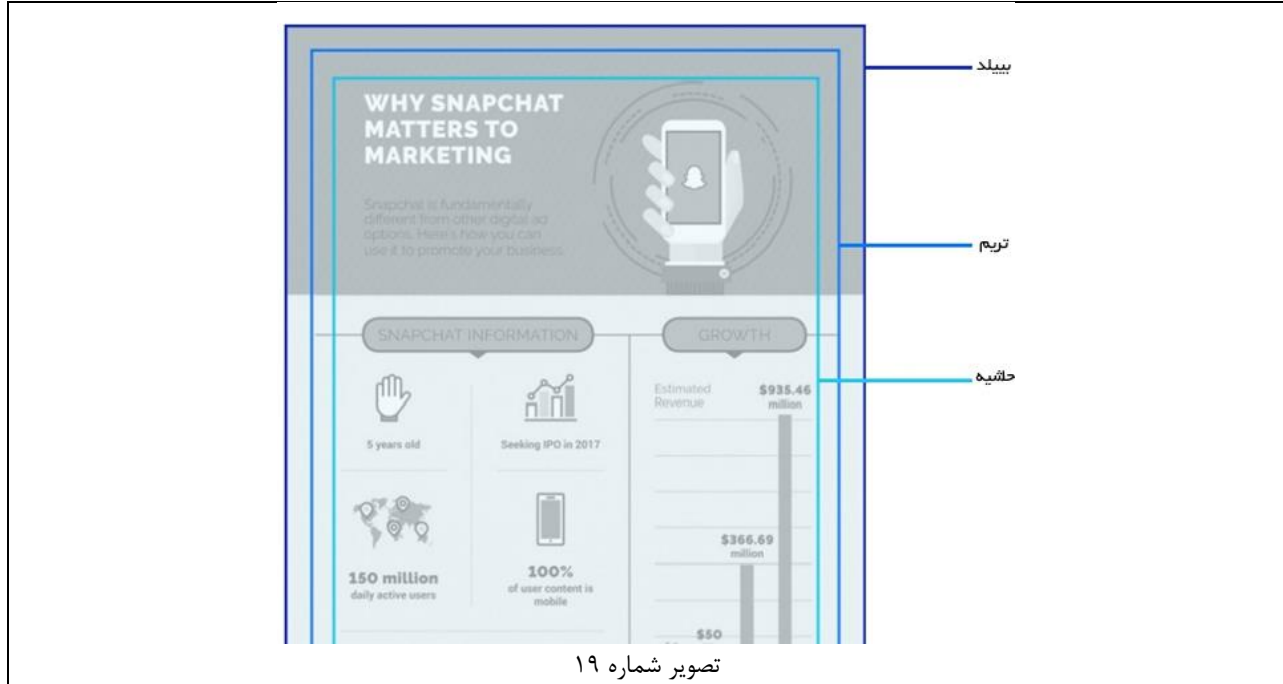 بییلد
WHY SNAPCHAT
MATTERS TO
MARKETING
Snapchat is fundamentally
different from other digital ad
options. Here's how you can
use it to promote your business.
تریم
SNAPCHAT INFORMATION
GROWTH
حاشیه
5 years old
Seeking IPO in 2017
Estimated
Revenue
$935.46
million
150 million
daily active users
100%
of user content is
mobile
$366.69
million
$50
تصویر شماره ۱۹